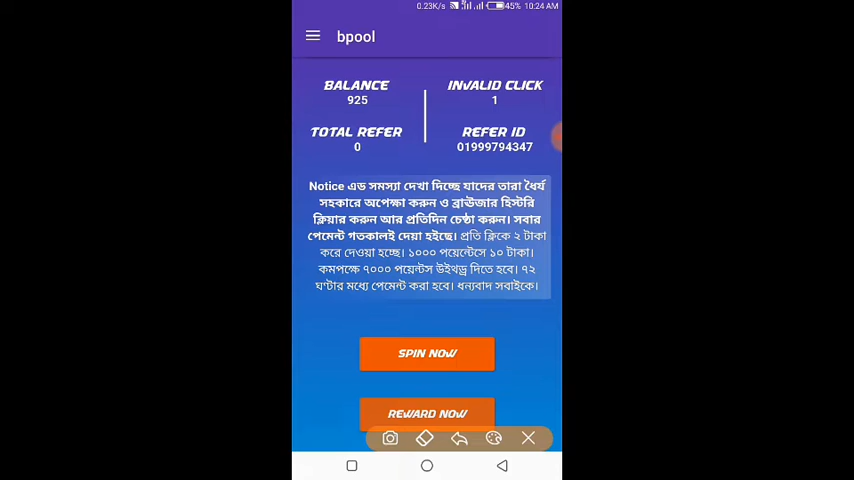 0.23K/s 45% 10:24 AM
bpool
BALANCE
925
INVALID CLICK
1
TOTAL REFER
0
REFER ID
01999794347
Notice এড সমস্যা দেখা দিচ্ছে যাদের তারা ধৈর্য
সহকারে অপেক্ষা করুন ও ব্রাউজার হিস্টরি
ক্লিয়ার করুন আর প্রতিদিন চেষ্ঠা করুন। সবার
পেমেন্ট গতকালই দেয়া হইছে। প্রতি ক্লিকে ২ টাকা
করে দেওয়া হচ্ছে। ১০০০ পয়েন্টেসে ১০ টাকা।
কমপক্ষে ৭০০০ পয়েন্টস উইথড্র দিতে হবে। ৭২
ঘন্টার মধ্যে পেমেন্ট করা হবে। ধন্যবাদ সবাইকে।
SPIN NOW
REWARD NOW